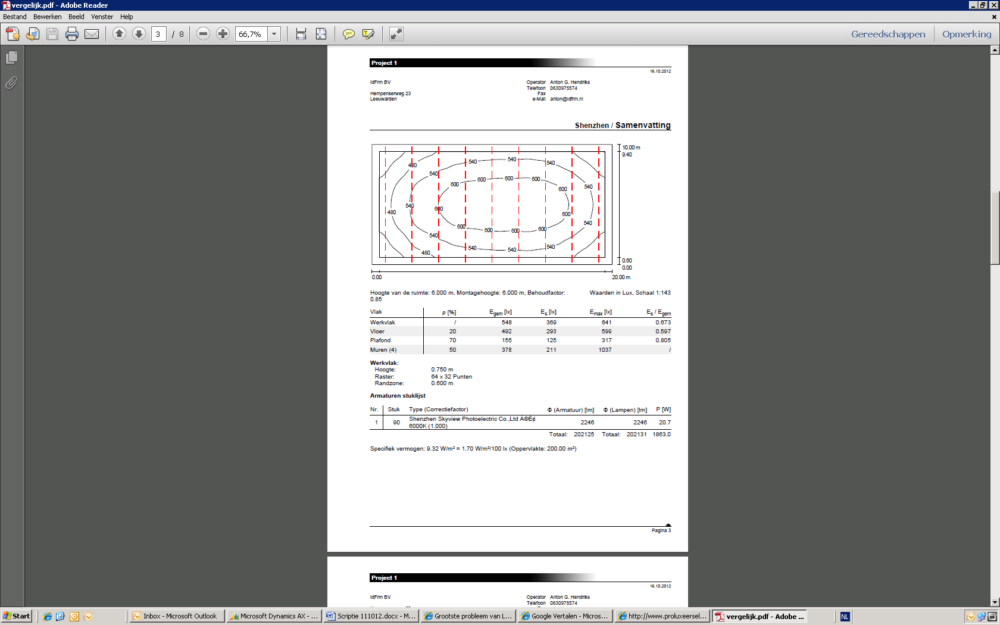 vergelijk.pdf - Adobe Reader
Bestand Bewerken Beeld Venster Help
3 / 8 66,7% Gereedschappen Opmerking
Project 1
16.10.2012
IdFrm BV
Hempenserweg 23
Leeuwarden
Operator Anton G. Hendriks
Telefoon 0630975574
Fax
e-Mail anton@idfrm.nl
Shenzhen / Samenvatting
10.00 m
9.40
480 540 540 540
540
600 600 600 600
600 540
540 600
480 600
600 600 600 600 540
540
540 540 540
480
0.60
0.00
0.00 20.00 m
Hoogte van de ruimte: 6.000 m, Montagehoogte: 6.000 m, Behoudfactor:
0.85
Waarden in Lux, Schaal 1:143
Vlak ρ [%] Egem [lx] Es [lx] Emax [lx] Es / Egem
Werkvlak / 548 369 641 0.673
Vloer 20 492 293 599 0.597
Plafond 70 155 125 317 0.805
Muren (4) 50 378 211 1037 /
Werkvlak:
Hoogte: 0.750 m
Raster: 64 x 32 Punten
Randzone: 0.600 m
Armaturen stuklijst
Nr. Stuk Type (Correctiefactor) Φ (Armatuur) [lm] Φ (Lampen) [lm] P [W]
1 90 Shenzhen Skyview Photoelectric Co.,Ltd À©É¢
6000K (1.000) 2246 2246 20.7
Totaal: 202125 Totaal: 202131 1863.0
Specifiek vermogen: 9.32 W/m² = 1.70 W/m²/100 lx (Oppervlakte: 200.00 m²)
Pagina 3
Project 1
16.10.2012
IdFrm BV
Operator Anton G. Hendriks
Telefoon 0630975574
Start Inbox - Microsoft Outlook Microsoft Dynamics AX - ... Scriptie 111012.docx - M... Grootste probleem van L... Google Vertalen - Micros... http://www.proluxeersel... vergelijk.pdf - Adobe ... NL